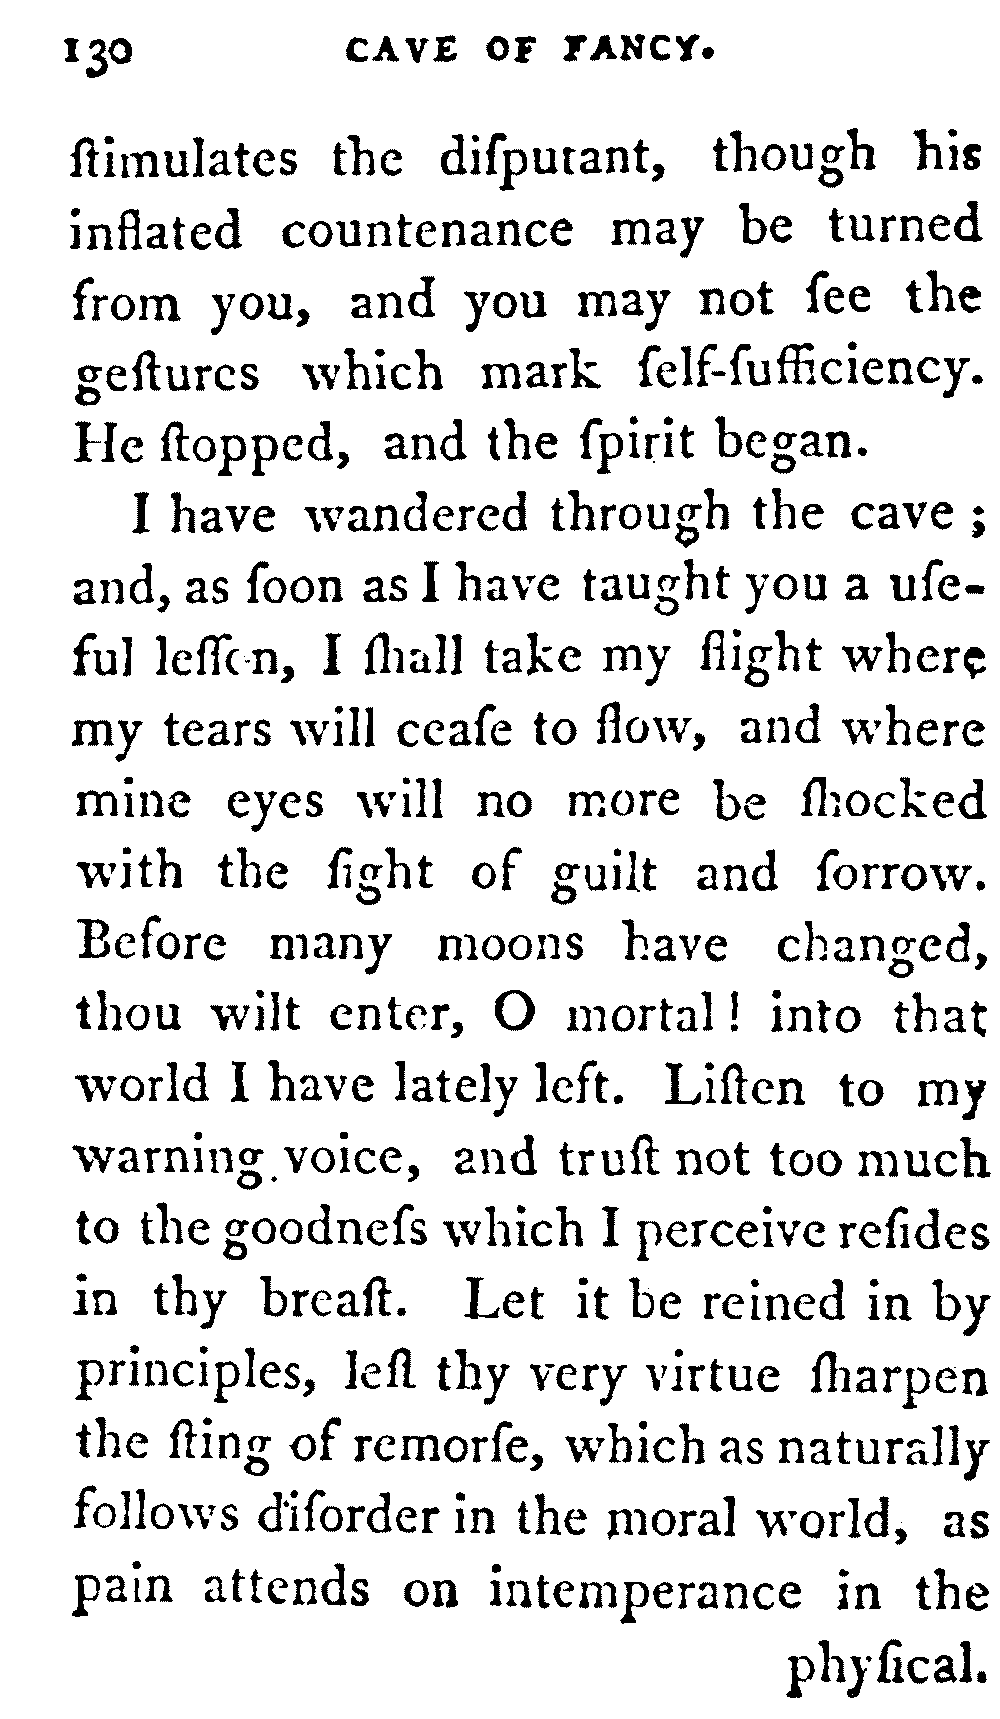 130 CAVE OF FANCY.
ſtimulates the diſputant, though his
inflated countenance may be turned
from you, and you may not ſee the
geſtures which mark ſelf-ſufficiency.
He ſtopped, and the ſpirit began.
I have wandered through the cave ;
and, as ſoon as I have taught you a uſe-
ful leſſon, I ſhall take my flight where
my tears will ceaſe to flow, and where
mine eyes will no more be ſhocked
with the ſight of guilt and ſorrow.
Before many moons have changed,
thou wilt enter, O mortal! into that
world I have lately left. Liſten to my
warning voice, and truſt not too much
to the goodneſs which I perceive reſides
in thy breaſt. Let it be reined in by
principles, leſt thy very virtue ſharpen
the ſting of remorſe, which as naturally
follows diſorder in the moral world, as
pain attends on intemperance in the
phyſical.